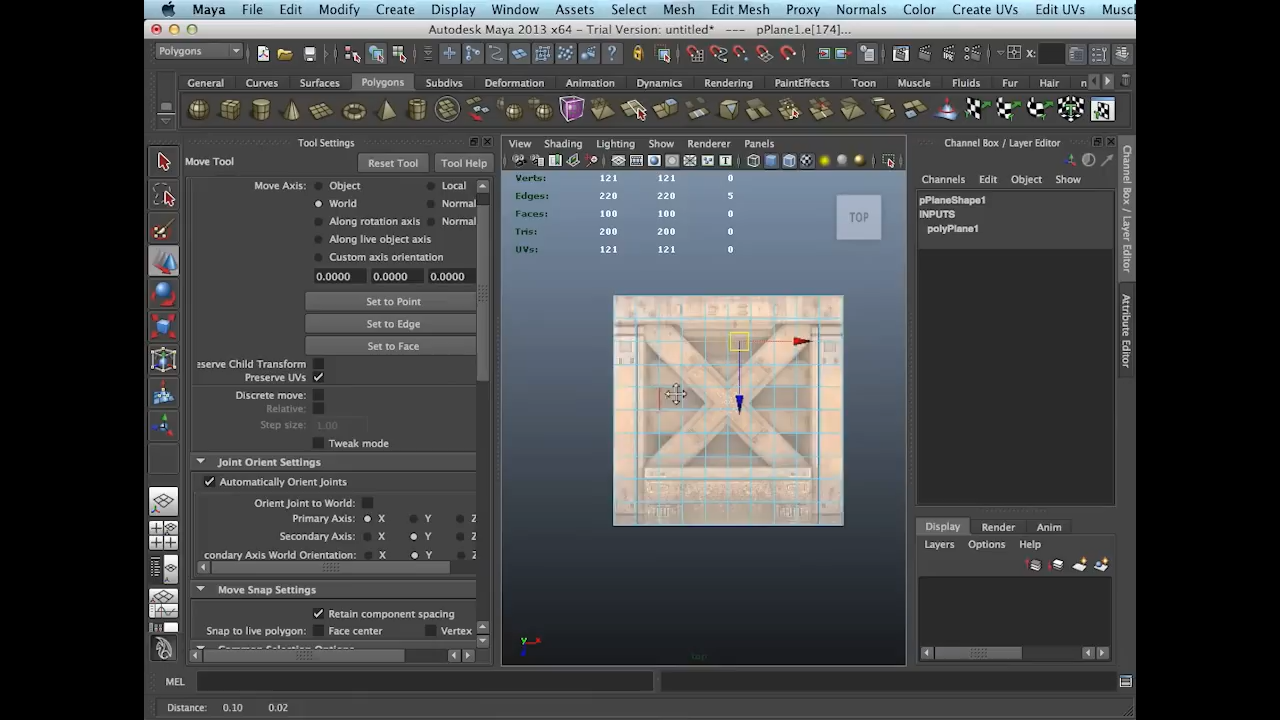 Maya File Edit Modify Create Display Window Assets Select Mesh Edit Mesh Proxy Normals Color Create UVs Edit UVs Musc
Autodesk Maya 2013 x64 - Trial Version: untitled* --- pPlane1.e[174]...
Polygons X:
General Curves Surfaces Polygons Subdivs Deformation Animation Dynamics Rendering PaintEffects Toon Muscle Fluids Fur Hair n
Tool Settings
Move Tool Reset Tool Tool Help
Move Axis: Object Local
World Normal
Along rotation axis Normal
Along live object axis
Custom axis orientation
0.0000 0.0000 0.0000
Set to Point
Set to Edge
Set to Face
eserve Child Transform
Preserve UVs
Discrete move:
Relative:
Step size: 1.00
Tweak mode
Joint Orient Settings
Automatically Orient Joints
Orient Joint to World:
Primary Axis: X Y Z
Secondary Axis: X Y Z
condary Axis World Orientation: X Y Z
Move Snap Settings
Retain component spacing
Snap to live polygon: Face center Vertex
Common Selection Options
View Shading Lighting Show Renderer Panels
Verts: 121 121 0
Edges: 220 220 5
Faces: 100 100 0
Tris: 200 200 0
UVs: 121 121 0
TOP
y x
z
top
Channel Box / Layer Editor
Channels Edit Object Show
pPlaneShape1
INPUTS
polyPlane1
Display Render Anim
Layers Options Help
Channel Box / Layer Editor
Attribute Editor
MEL
Distance: 0.10 0.02